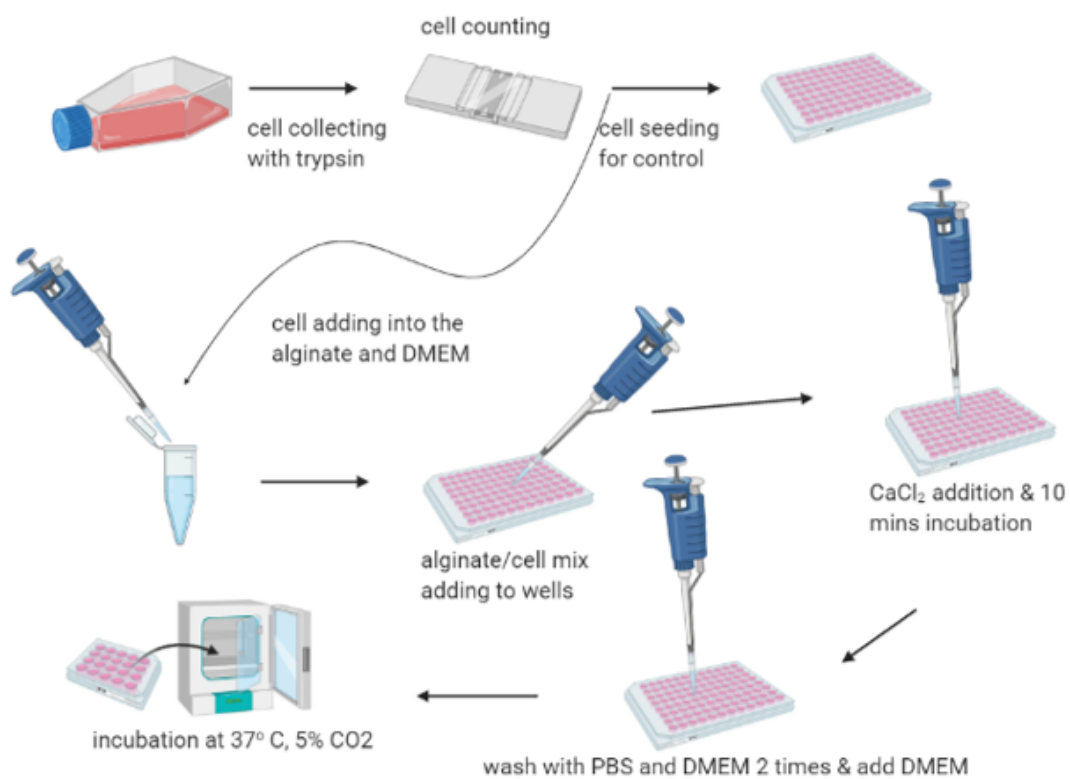 cell counting
cell collecting
with trypsin
cell seeding
for control
cell adding into the
alginate and DMEM
alginate/cell mix
adding to wells
CaCl₂ addition & 10
mins incubation
incubation at 37º C, 5% CO2
wash with PBS and DMEM 2 times & add DMEM